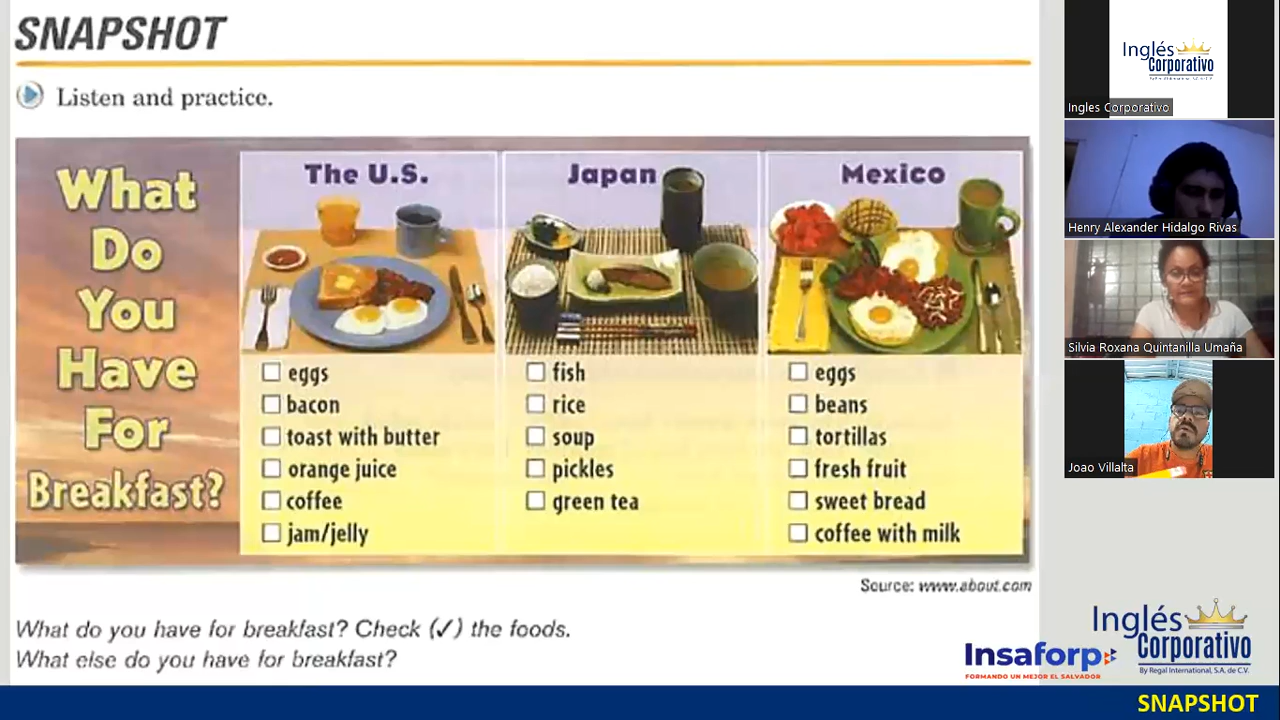 SNAPSHOT
Listen and practice.
What
Do
You
Have
For
Breakfast?
The U.S.
eggs
bacon
toast with butter
orange juice
coffee
jam/jelly
Japan
fish
rice
soup
pickles
green tea
Mexico
eggs
beans
tortillas
fresh fruit
sweet bread
coffee with milk
Source: www.about.com
What do you have for breakfast? Check (✓) the foods.
What else do you have for breakfast?
Insaforp
FORMANDO UN MEJOR EL SALVADOR
Inglés
Corporativo
By Regal International, S.A. de C.V.
SNAPSHOT
Inglés
Corporativo
Ingles Corporativo
Henry Alexander Hidalgo Rivas
Silvia Roxana Quintanilla Umaña
Joao Villalta